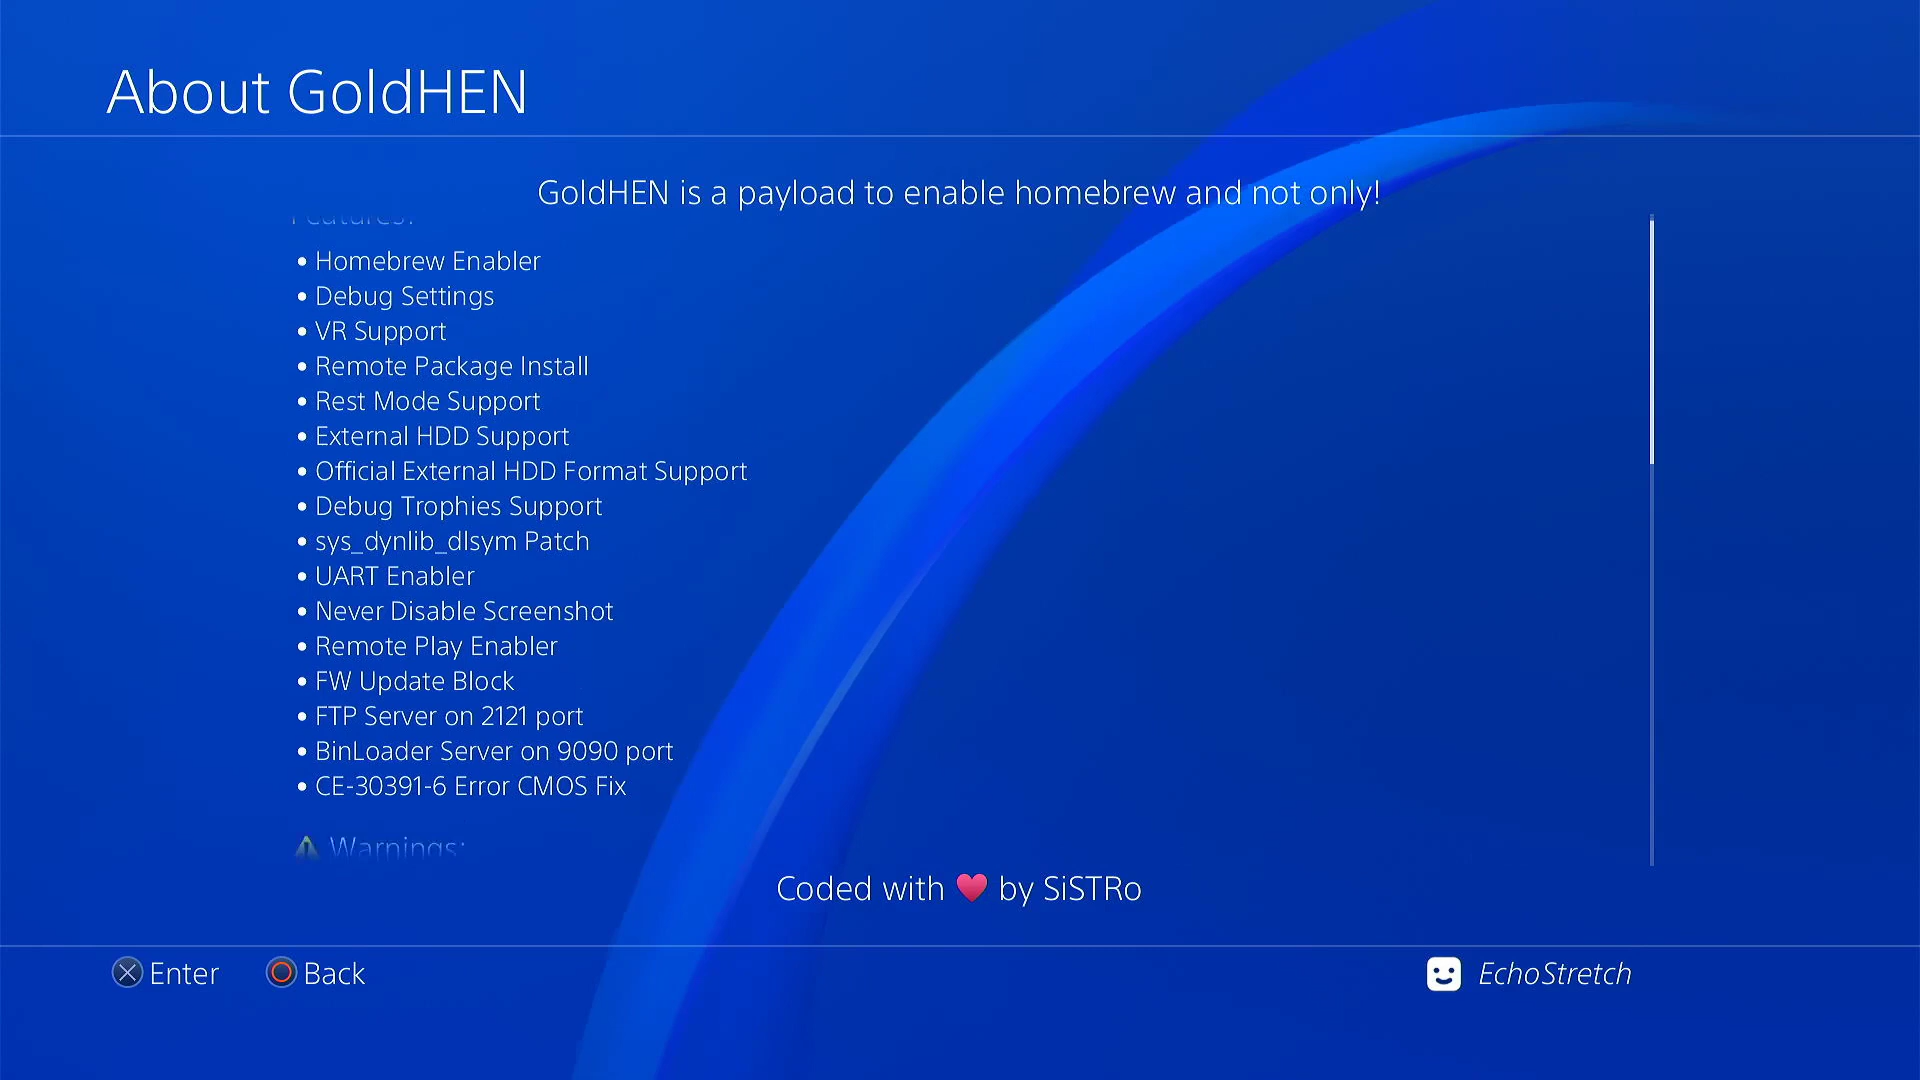 About GoldHEN
GoldHEN is a payload to enable homebrew and not only!
Features:
• Homebrew Enabler
• Debug Settings
• VR Support
• Remote Package Install
• Rest Mode Support
• External HDD Support
• Official External HDD Format Support
• Debug Trophies Support
• sys_dynlib_dlsym Patch
• UART Enabler
• Never Disable Screenshot
• Remote Play Enabler
• FW Update Block
• FTP Server on 2121 port
• BinLoader Server on 9090 port
• CE-30391-6 Error CMOS Fix
⚠ Warnings:
Coded with ♥ by SiSTRo
Enter Back EchoStretch